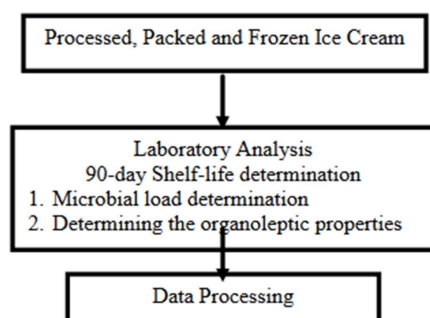 Processed, Packed and Frozen Ice Cream
Laboratory Analysis
90-day Shelf-life determination
1. Microbial load determination
2. Determining the organoleptic properties
Data Processing